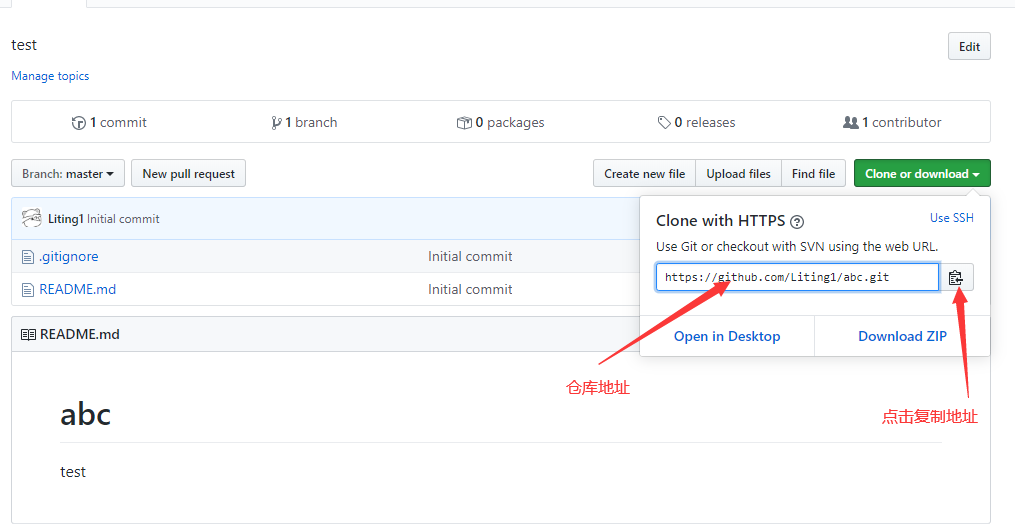 test
Edit
Manage topics
1 commit
1 branch
0 packages
0 releases
1 contributor
Branch: master
New pull request
Create new file
Upload files
Find file
Clone or download
Liting1 Initial commit
Clone with HTTPS
Use SSH
Use Git or checkout with SVN using the web URL.
.gitignore Initial commit
https://github.com/Liting1/abc.git
README.md Initial commit
Open in Desktop
Download ZIP
README.md
仓库地址
点击复制地址
abc
test